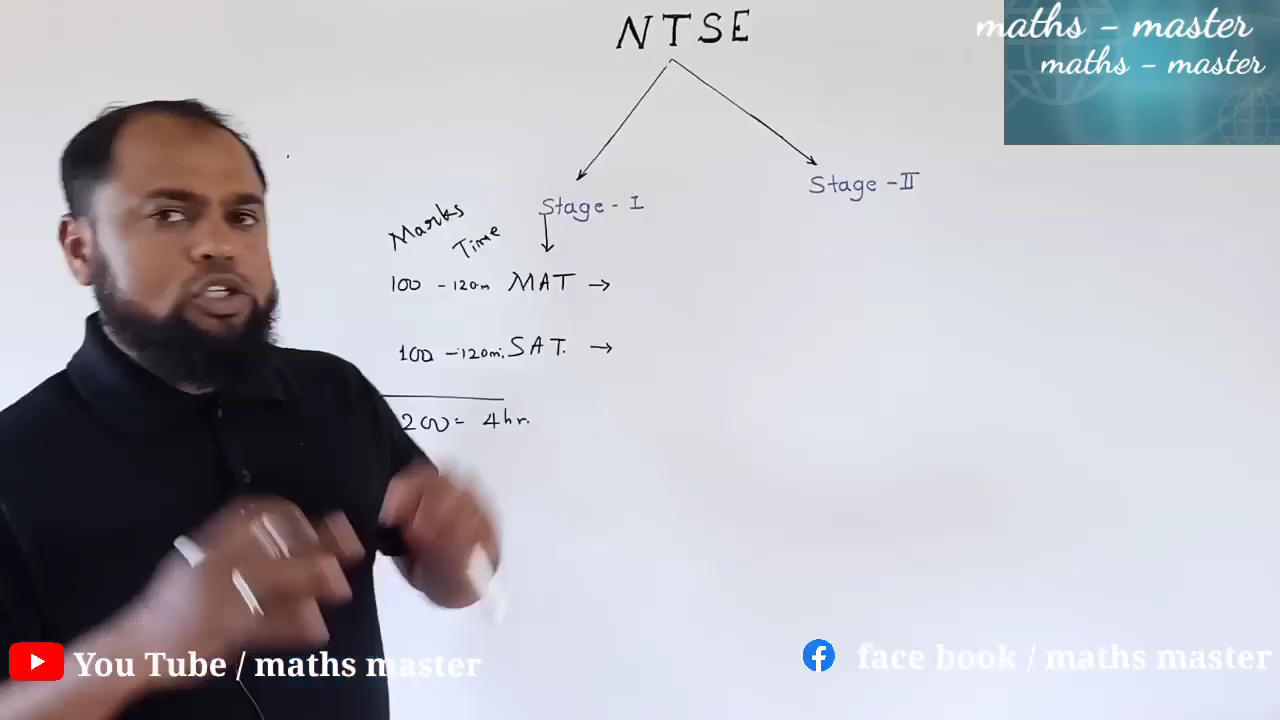 NTSE
maths - master
maths - master
Stage - I
Stage - II
Marks
Time
100 - 120m MAT →
100 - 120mi. SAT. →
200 = 4hr.
You Tube / maths master
face book / maths master